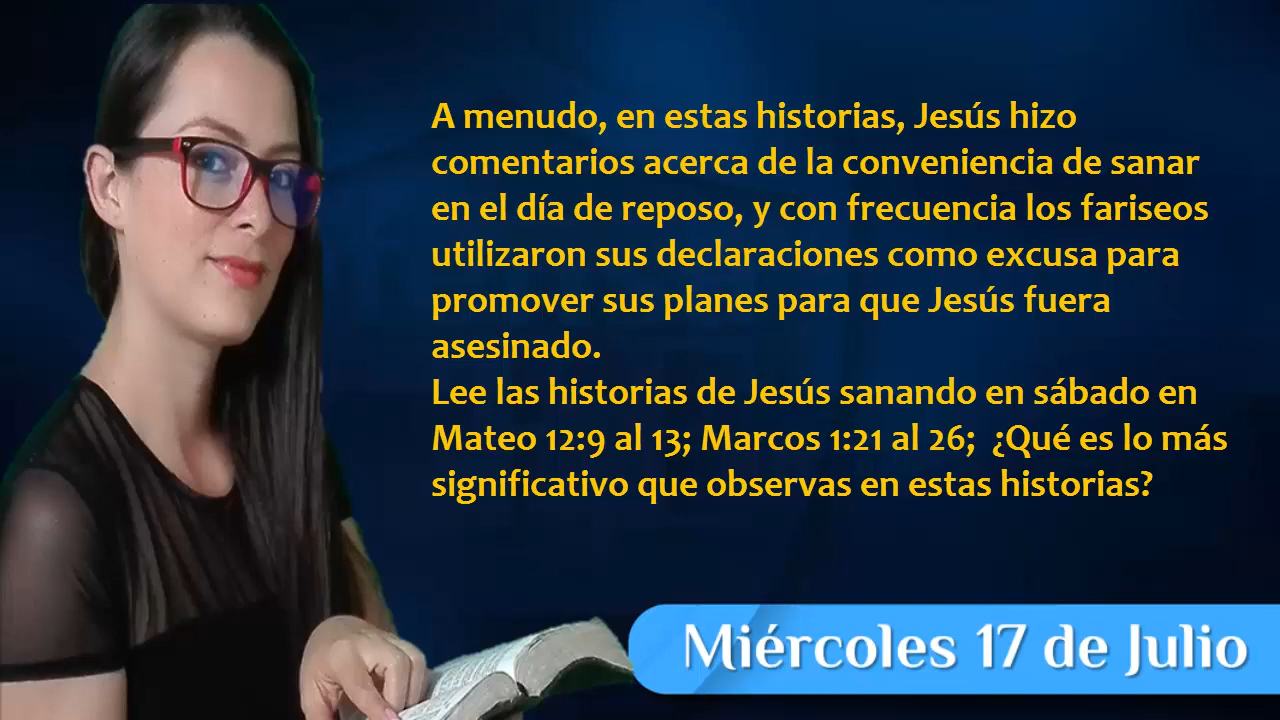 A menudo, en estas historias, Jesús hizo
comentarios acerca de la conveniencia de sanar
en el día de reposo, y con frecuencia los fariseos
utilizaron sus declaraciones como excusa para
promover sus planes para que Jesús fuera
asesinado.
Lee las historias de Jesús sanando en sábado en
Mateo 12:9 al 13; Marcos 1:21 al 26;  ¿Qué es lo más
significativo que observas en estas historias?
Miércoles 17 de Julio